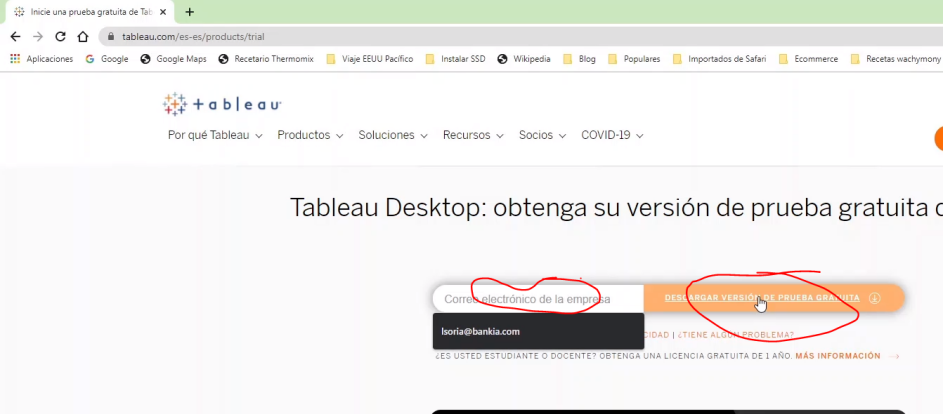 Inicie una prueba gratuita de Tab
tableau.com/es-es/products/trial
Aplicaciones Google Google Maps Recetario Thermomix Viaje EEUU Pacífico Instalar SSD Wikipedia Blog Populares Importados de Safari Ecommerce Recetas wachymony
+ a b l e a u
Por qué Tableau Productos Soluciones Recursos Socios COVID-19
Tableau Desktop: obtenga su versión de prueba gratuita
Correo electrónico de la empresa DESCARGAR VERSIÓN DE PRUEBA GRATUITA
lsoria@bankia.com
CIDAD | ¿TIENE ALGÚN PROBLEMA?
¿ES USTED ESTUDIANTE O DOCENTE? OBTENGA UNA LICENCIA GRATUITA DE 1 AÑO. MÁS INFORMACIÓN →